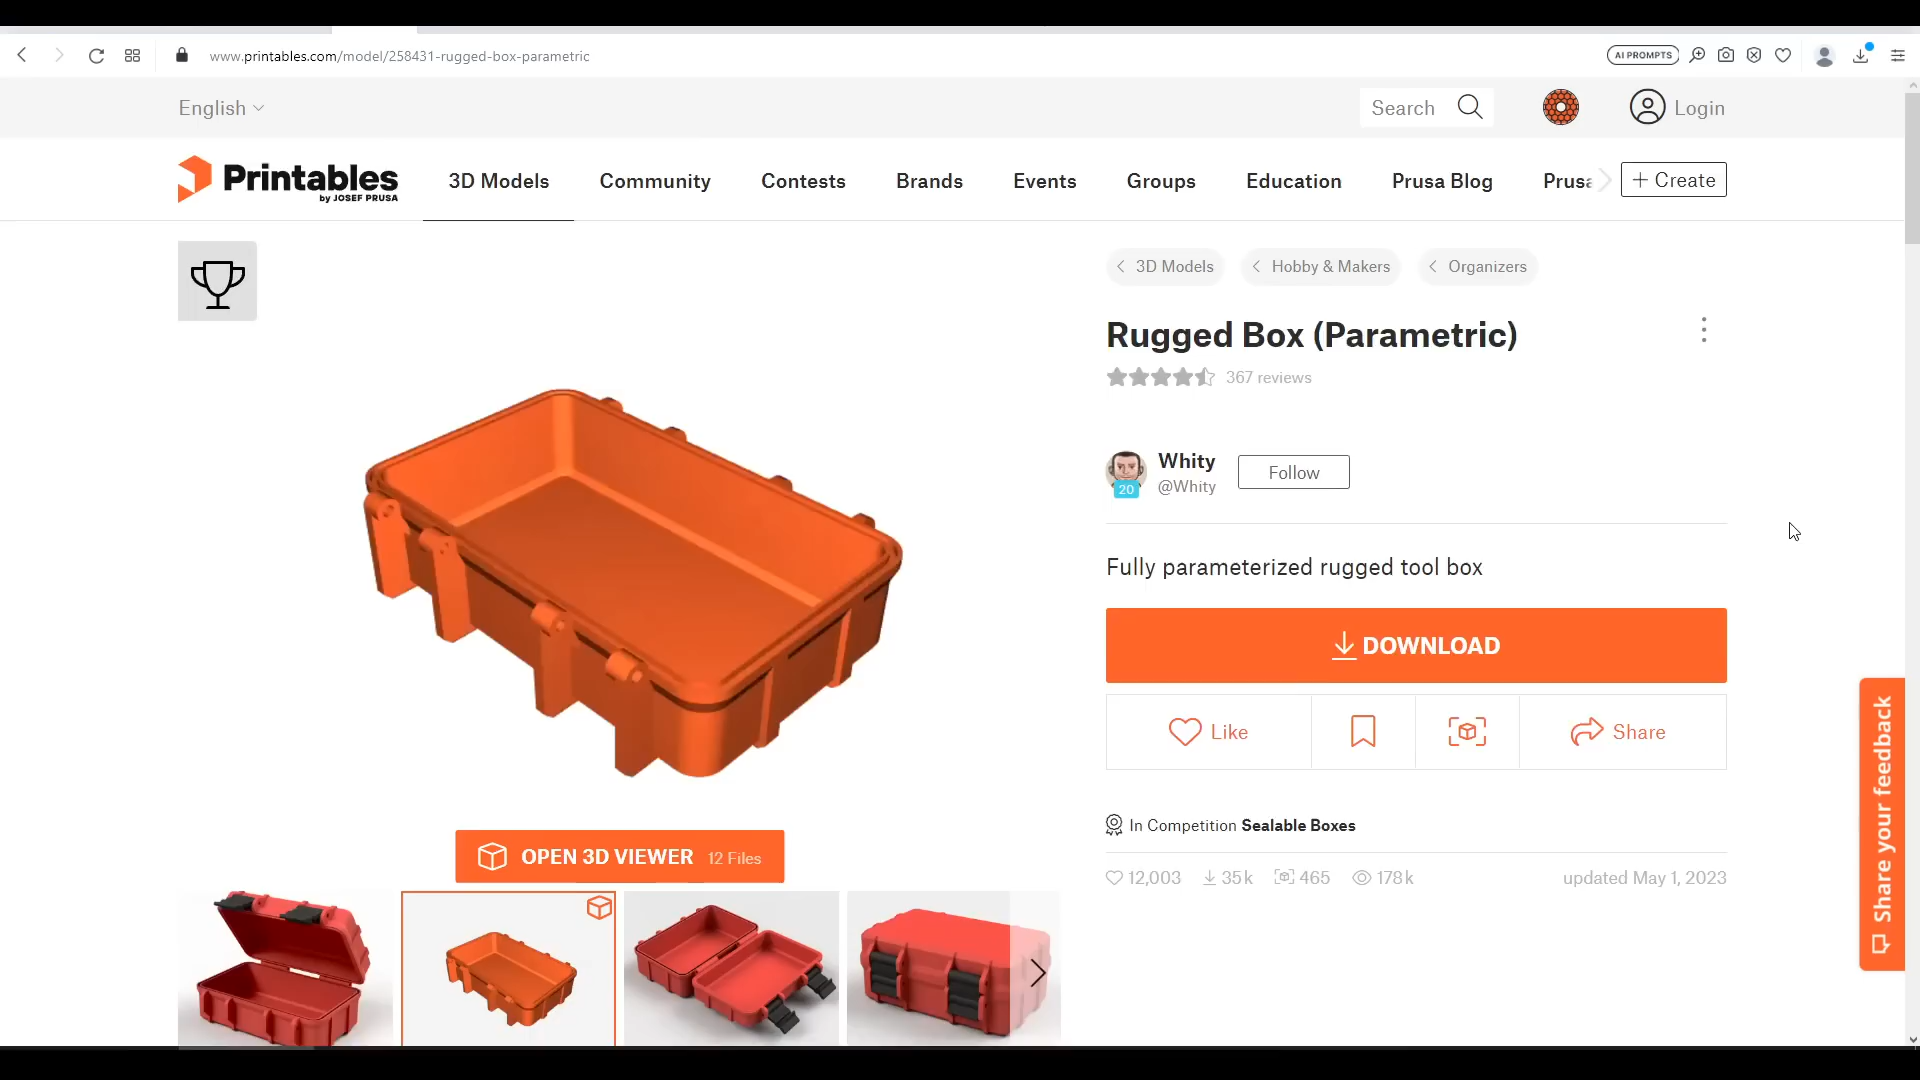 www.printables.com/model/258431-rugged-box-parametric
AI PROMPTS
English
Search
Login
Printables
by JOSEF PRUSA
3D Models
Community
Contests
Brands
Events
Groups
Education
Prusa Blog
Prusa
+ Create
3D Models
Hobby & Makers
Organizers
Rugged Box (Parametric)
367 reviews
Whity
@Whity
20
Follow
Fully parameterized rugged tool box
DOWNLOAD
Like
Share
In Competition Sealable Boxes
12,003
35k
465
178k
updated May 1, 2023
OPEN 3D VIEWER 12 Files
Share your feedback